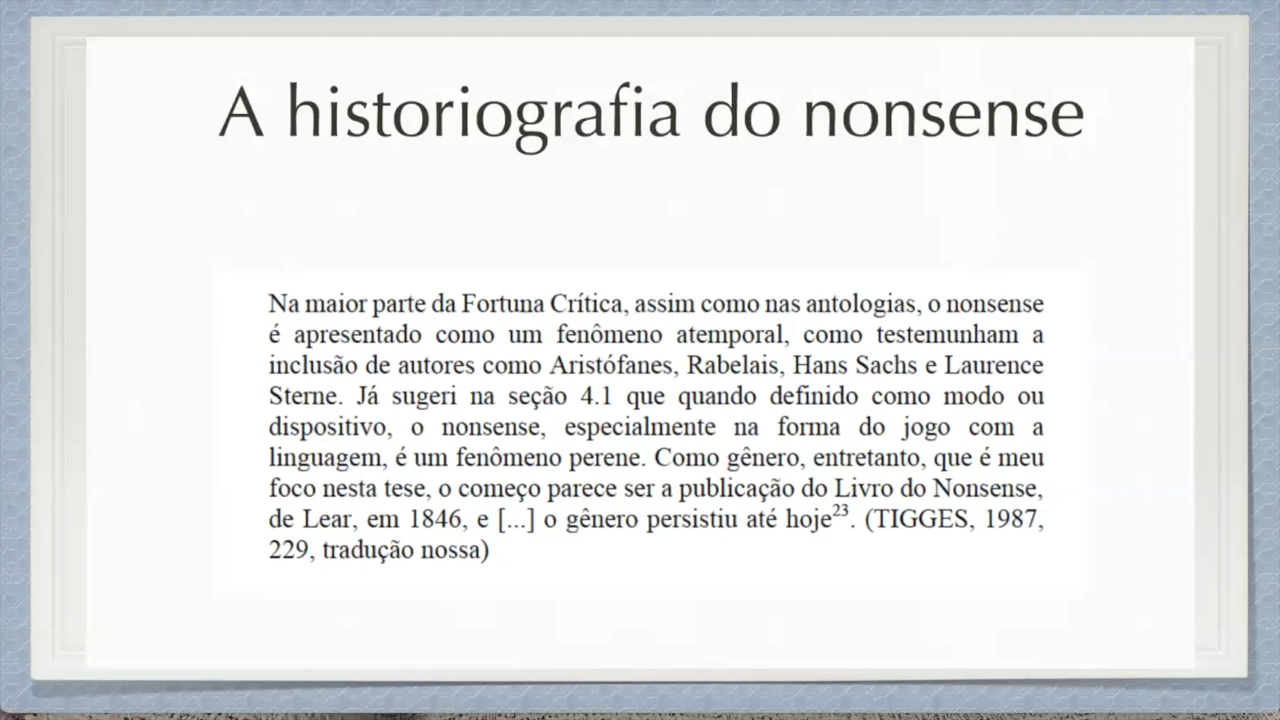 A historiografia do nonsense
Na maior parte da Fortuna Crítica, assim como nas antologias, o nonsense
é apresentado como um fenômeno atemporal, como testemunham a
inclusão de autores como Aristófanes, Rabelais, Hans Sachs e Laurence
Sterne. Já sugeri na seção 4.1 que quando definido como modo ou
dispositivo, o nonsense, especialmente na forma do jogo com a
linguagem, é um fenômeno perene. Como gênero, entretanto, que é meu
foco nesta tese, o começo parece ser a publicação do Livro do Nonsense,
de Lear, em 1846, e [...] o gênero persistiu até hoje²³. (TIGGES, 1987,
229, tradução nossa)